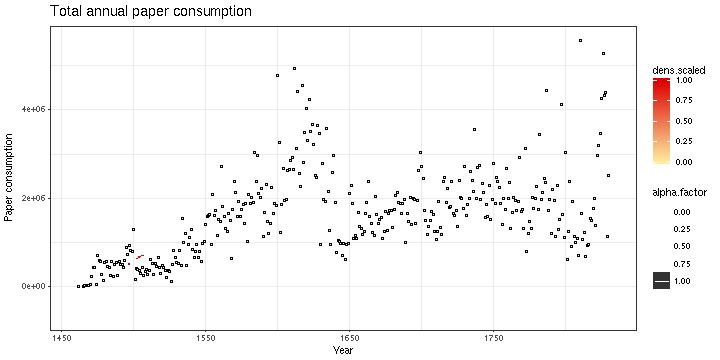 Total annual paper consumption
Paper consumption
4e+06
2e+06
0e+00
1450
1550
1650
1750
Year
dens.scaled
1.00
0.75
0.50
0.25
0.00
alpha.factor
0.00
0.25
0.50
0.75
1.00